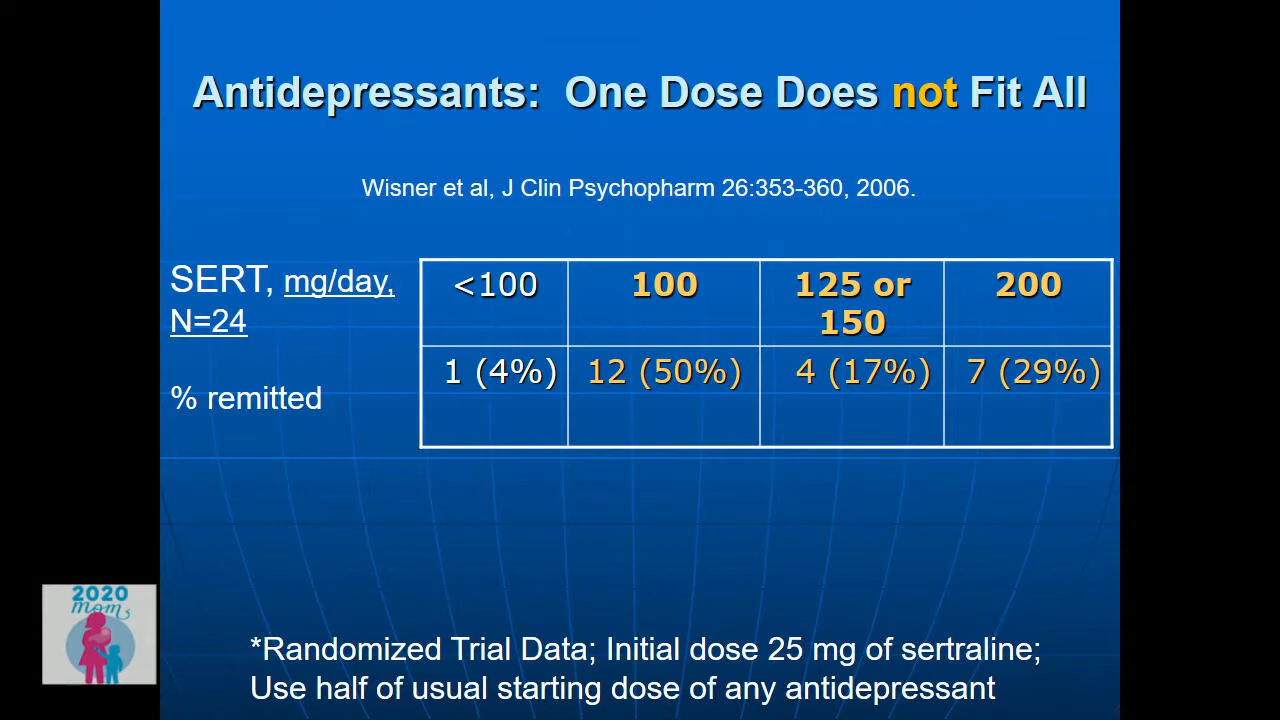 Antidepressants: One Dose Does not Fit All
Wisner et al, J Clin Psychopharm 26:353-360, 2006.
SERT, mg/day,
N=24
<100
100
125 or
150
200
% remitted
1 (4%)
12 (50%)
4 (17%)
7 (29%)
2020
mom
*Randomized Trial Data; Initial dose 25 mg of sertraline;
Use half of usual starting dose of any antidepressant